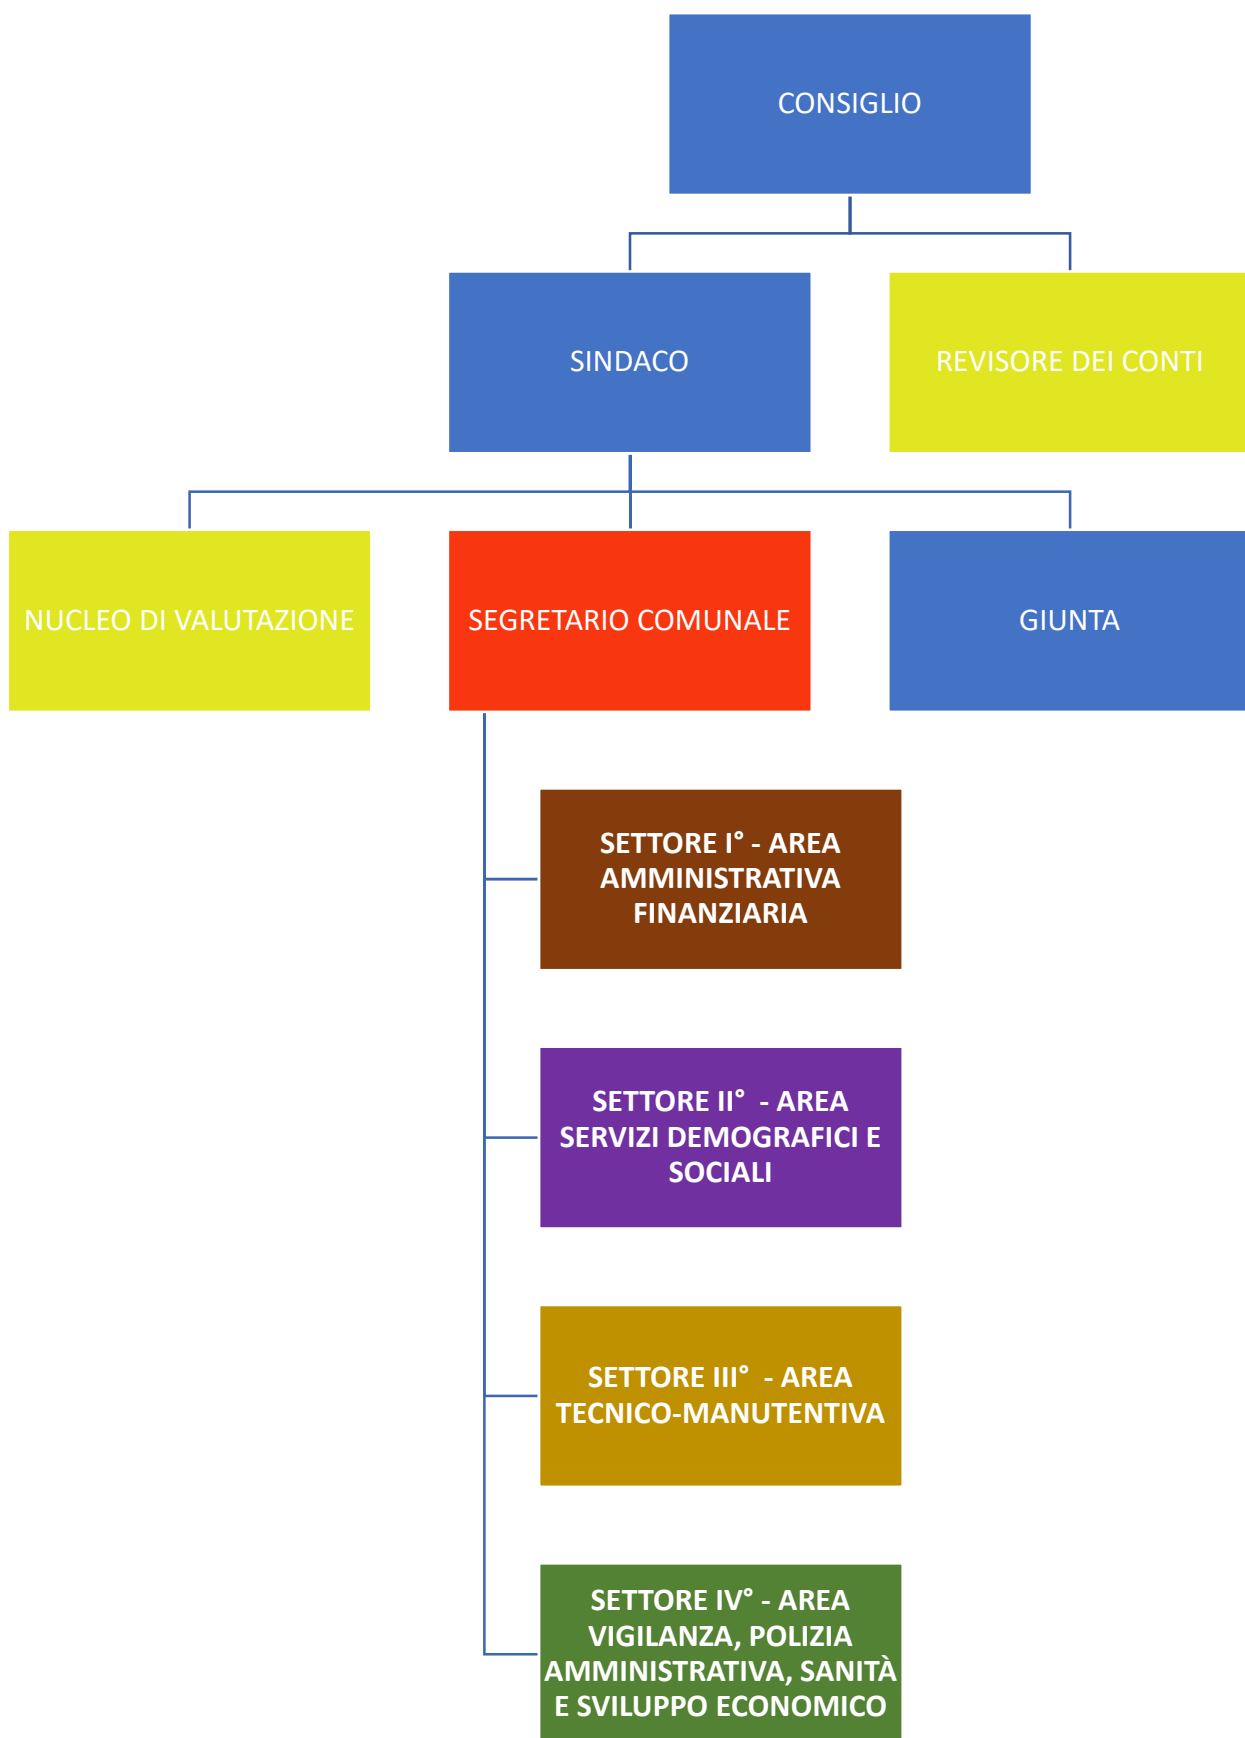 CONSIGLIO
SINDACO
REVISORE DEI CONTI
NUCLEO DI VALUTAZIONE
SEGRETARIO COMUNALE
GIUNTA
SETTORE I° - AREA
AMMINISTRATIVA
FINANZIARIA
SETTORE II° - AREA
SERVIZI DEMOGRAFICI E
SOCIALI
SETTORE III° - AREA
TECNICO-MANUTENTIVA
SETTORE IV° - AREA
VIGILANZA, POLIZIA
AMMINISTRATIVA, SANITÀ
E SVILUPPO ECONOMICO